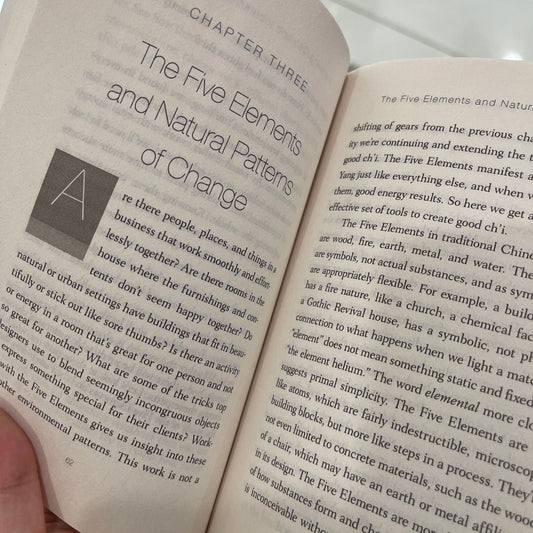 CHAPTER THREE
The Five Elements
and Natural Patterns
of Change
Are there people, places, and things in a
business that work smoothly and effort-
lessly together? Are there rooms in the
house where the furnishings and con-
tents don't seem happy together? Do
natural or urban settings have buildings that fit in beau-
tifully or stick out like sore thumbs? Is there an activity
or energy in a room that's great for one person and not
so great for another? What are some of the tricks top
designers use to blend seemingly incongruous objects
express something special for their clients? Work-
with the Five Elements gives us insight into these
other environmental patterns. This work is not a
62
The Five Elements and Natur
shifting of gears from the previous cha
ity we're continuing and extending the t
good ch'i. The Five Elements manifest a
Yang just like everything else, and when
them, good energy results. So here we get a
effective set of tools to create good ch'i.
The Five Elements in traditional Chine
are wood, fire, earth, metal, and water. The
are symbols, not actual substances, and as sym
are appropriately flexible. For example, a build
has a fire nature, like a church, a chemical fac
a Gothic Revival house, has a symbolic, not ph
connection to what happens when we light a matc
"element" does not mean something static and fixed
"the element helium." The word elemental more clo
suggests primal simplicity. The Five Elements are
like atoms, which are fairly indestructible, microscop
building blocks, but more like steps in a process. They'
not even limited to concrete materials, such as the wood
of a chair, which may have an earth or metal affili
in its design. The Five Elements are more
of how substances form and ch
is inconceivable withou